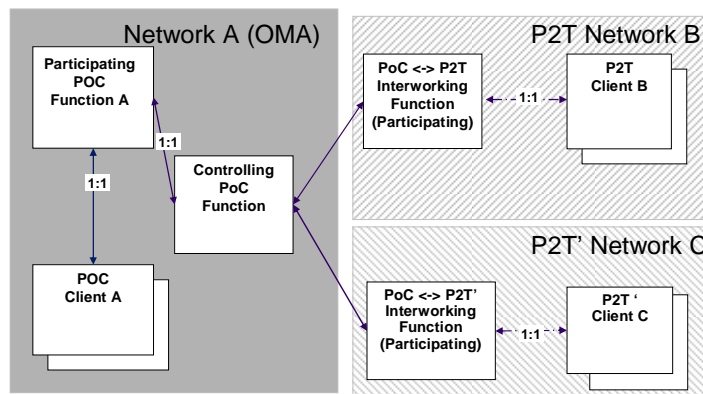 Network A (OMA)
Participating
POC
Function A
1:1
1:1
Controlling
PoC
Function
POC
Client A
P2T Network B
PoC <-> P2T
Interworking
Function
(Participating)
1:1
P2T
Client B
P2T' Network C
PoC <-> P2T'
Interworking
Function
(Participating)
1:1
P2T ‘
Client C